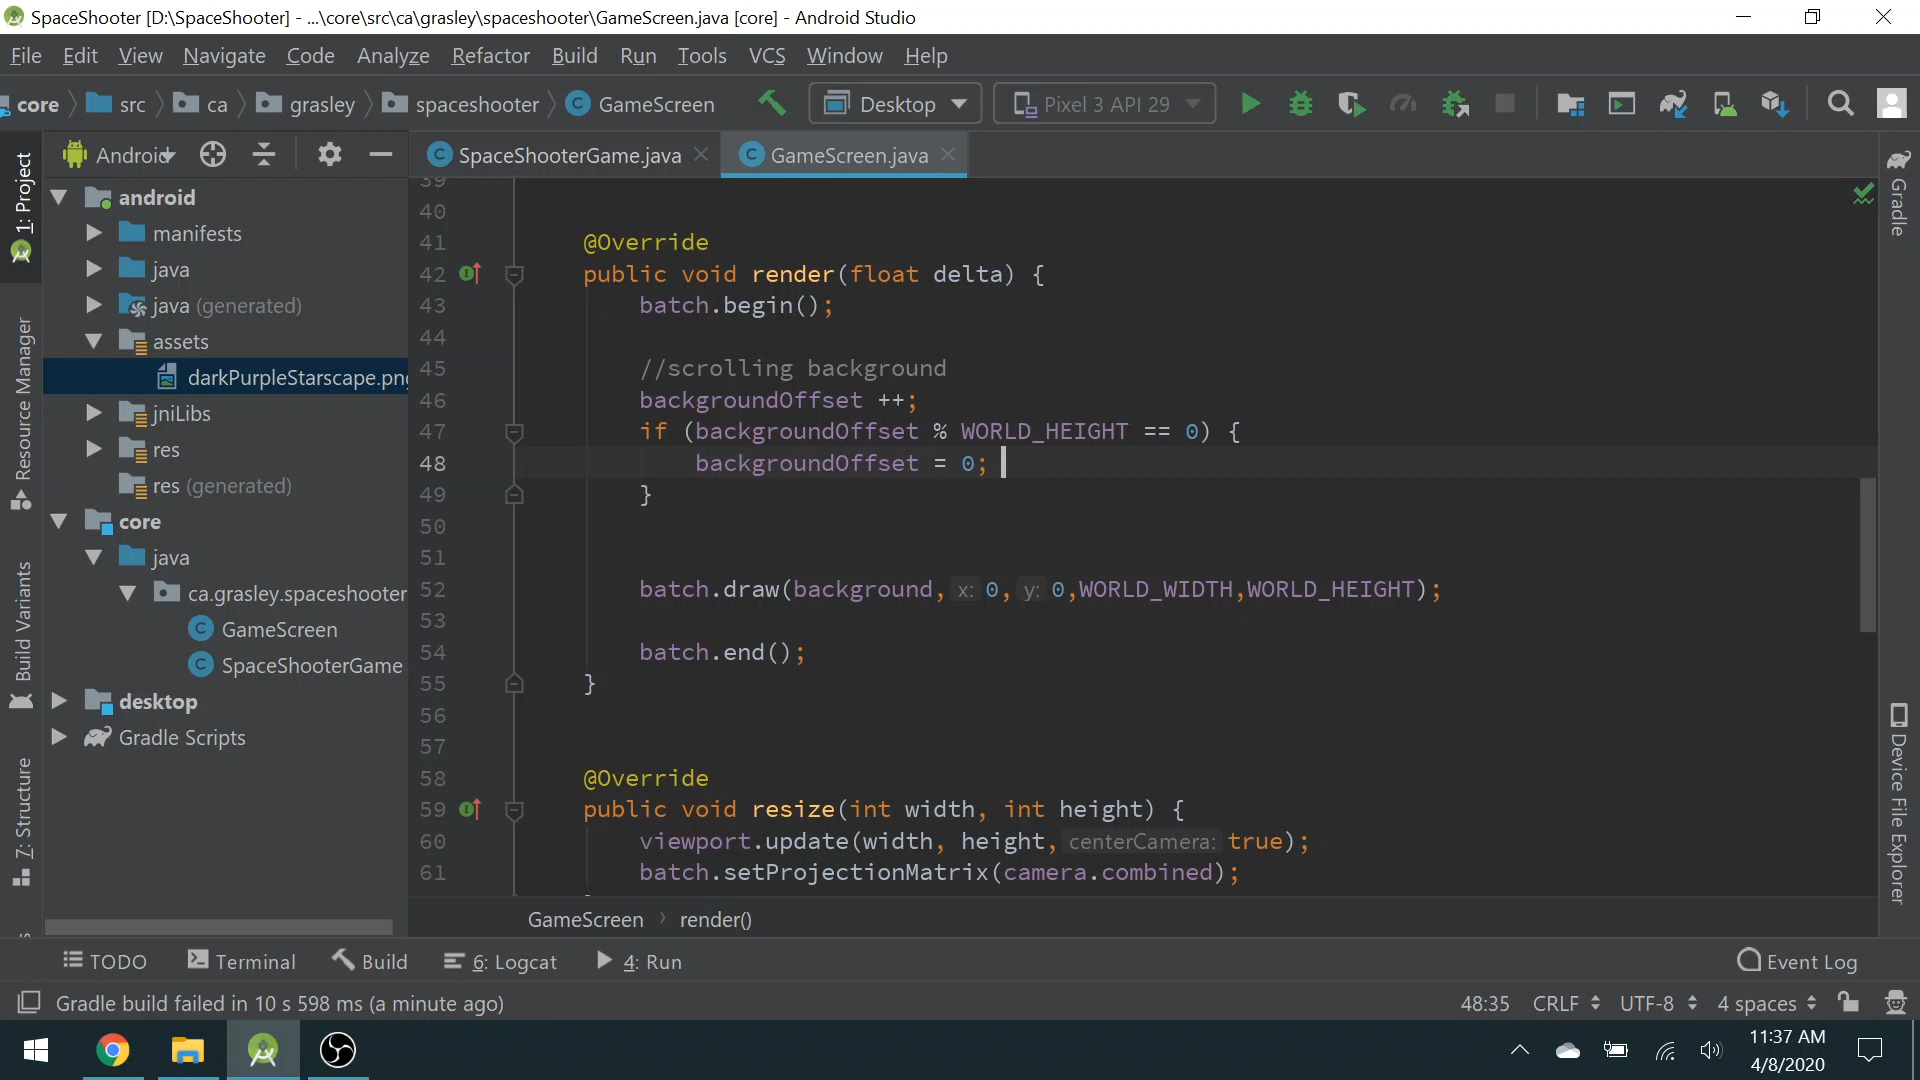 SpaceShooter [D:\SpaceShooter] - ...\core\src\ca\grasley\spaceshooter\GameScreen.java [core] - Android Studio
File Edit View Navigate Code Analyze Refactor Build Run Tools VCS Window Help
core src ca grasley spaceshooter GameScreen Desktop Pixel 3 API 29
Android
SpaceShooterGame.java GameScreen.java
1: Project
Resource Manager
Build Variants
7: Structure
android
manifests
java
java (generated)
assets
darkPurpleStarscape.png
jniLibs
res
res (generated)
core
java
ca.grasley.spaceshooter
GameScreen
SpaceShooterGame
desktop
Gradle Scripts
39
40
41 @Override
42 public void render(float delta) {
43 batch.begin();
44
45 //scrolling background
46 backgroundOffset ++;
47 if (backgroundOffset % WORLD_HEIGHT == 0) {
48 backgroundOffset = 0;
49 }
50
51
52 batch.draw(background, x: 0, y: 0,WORLD_WIDTH,WORLD_HEIGHT);
53
54 batch.end();
55 }
56
57
58 @Override
59 public void resize(int width, int height) {
60 viewport.update(width, height, centerCamera: true);
61 batch.setProjectionMatrix(camera.combined);
GameScreen render()
Gradle
Device File Explorer
TODO Terminal Build 6: Logcat 4: Run Event Log
Gradle build failed in 10 s 598 ms (a minute ago) 48:35 CRLF UTF-8 4 spaces
11:37 AM
4/8/2020